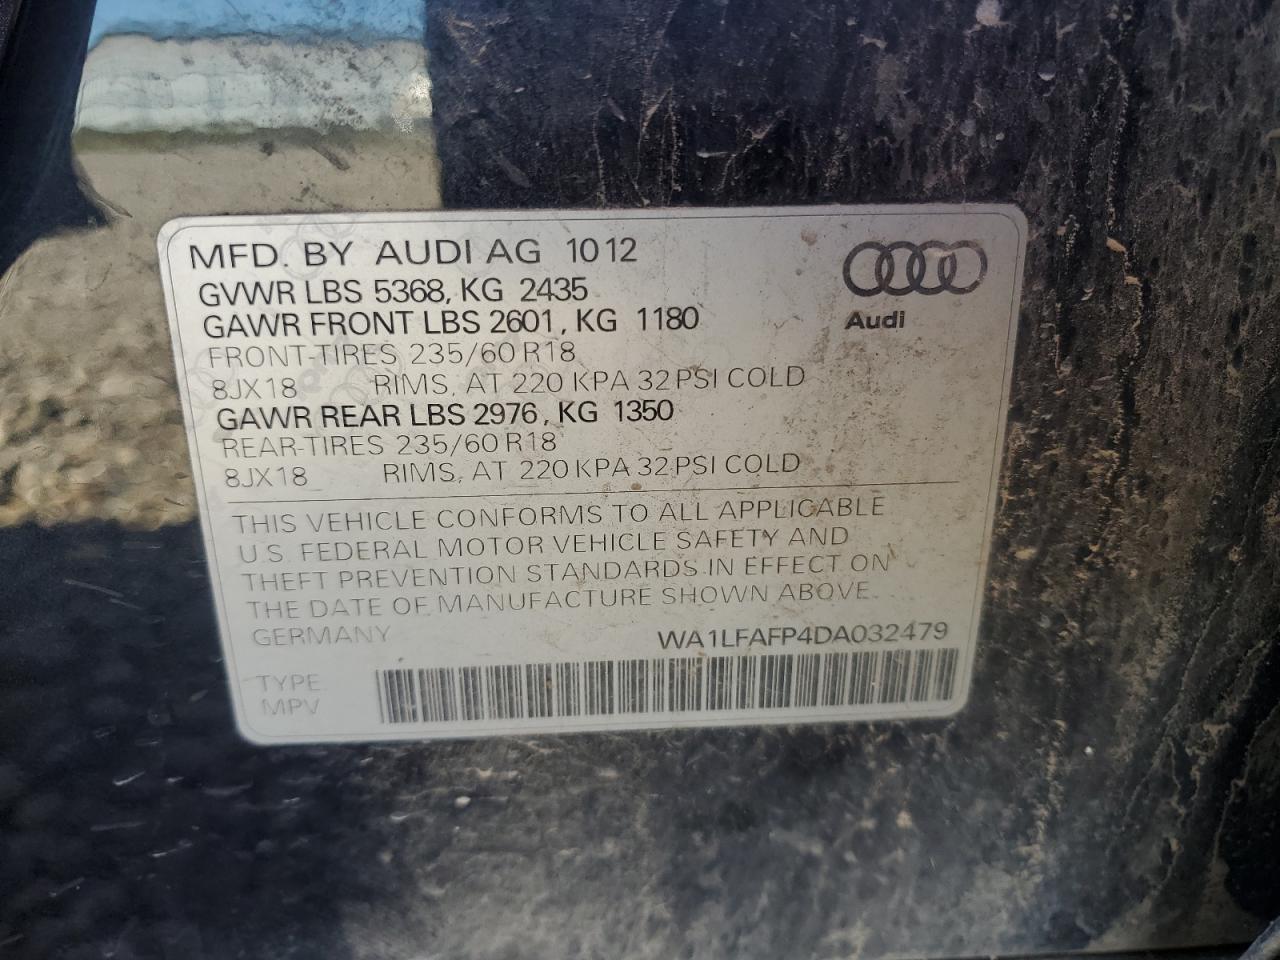 MFD. BY AUDI AG 10 12
GVWR LBS 5368, KG 2435
GAWR FRONT LBS 2601, KG 1180
FRONT-TIRES 235/60 R18
8JX18 RIMS, AT 220 KPA 32 PSI COLD
GAWR REAR LBS 2976, KG 1350
REAR-TIRES 235/60 R18
8JX18 RIMS, AT 220 KPA 32 PSI COLD
Audi
THIS VEHICLE CONFORMS TO ALL APPLICABLE
U.S. FEDERAL MOTOR VEHICLE SAFETY AND
THEFT PREVENTION STANDARDS IN EFFECT ON
THE DATE OF MANUFACTURE SHOWN ABOVE.
GERMANY WA1LFAFP4DA032479
TYPE
MPV